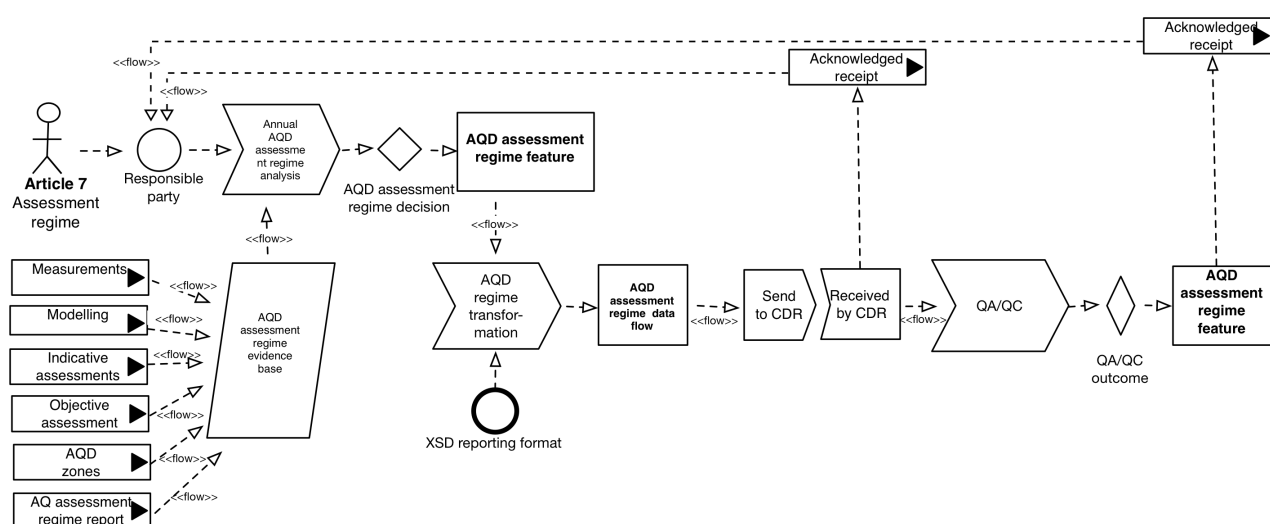 Acknowledged
receipt
Acknowledged
receipt
<<flow>>
<<flow>>
Annual
AQD
assessme
nt regime
analysis
AQD assessment
regime feature
Responsible
party
AQD assessment
regime decision
Article 7
Assessment
regime
<<flow>>
<<flow>>
Measurements
<<flow>>
Modelling
<<flow>>
Indicative
assessments
<<flow>>
Objective
assessment
<<flow>>
AQD
zones
<<flow>>
AQ assessment
regime report
<<flow>>
AQD
assessment
regime
evidence
base
AQD
regime
transfor-
mation
XSD reporting format
AQD
assessment
regime data
flow
<<flow>>
Send
to CDR
Received
by CDR
<<flow>>
QA/QC
QA/QC
outcome
AQD
assessment
regime
feature